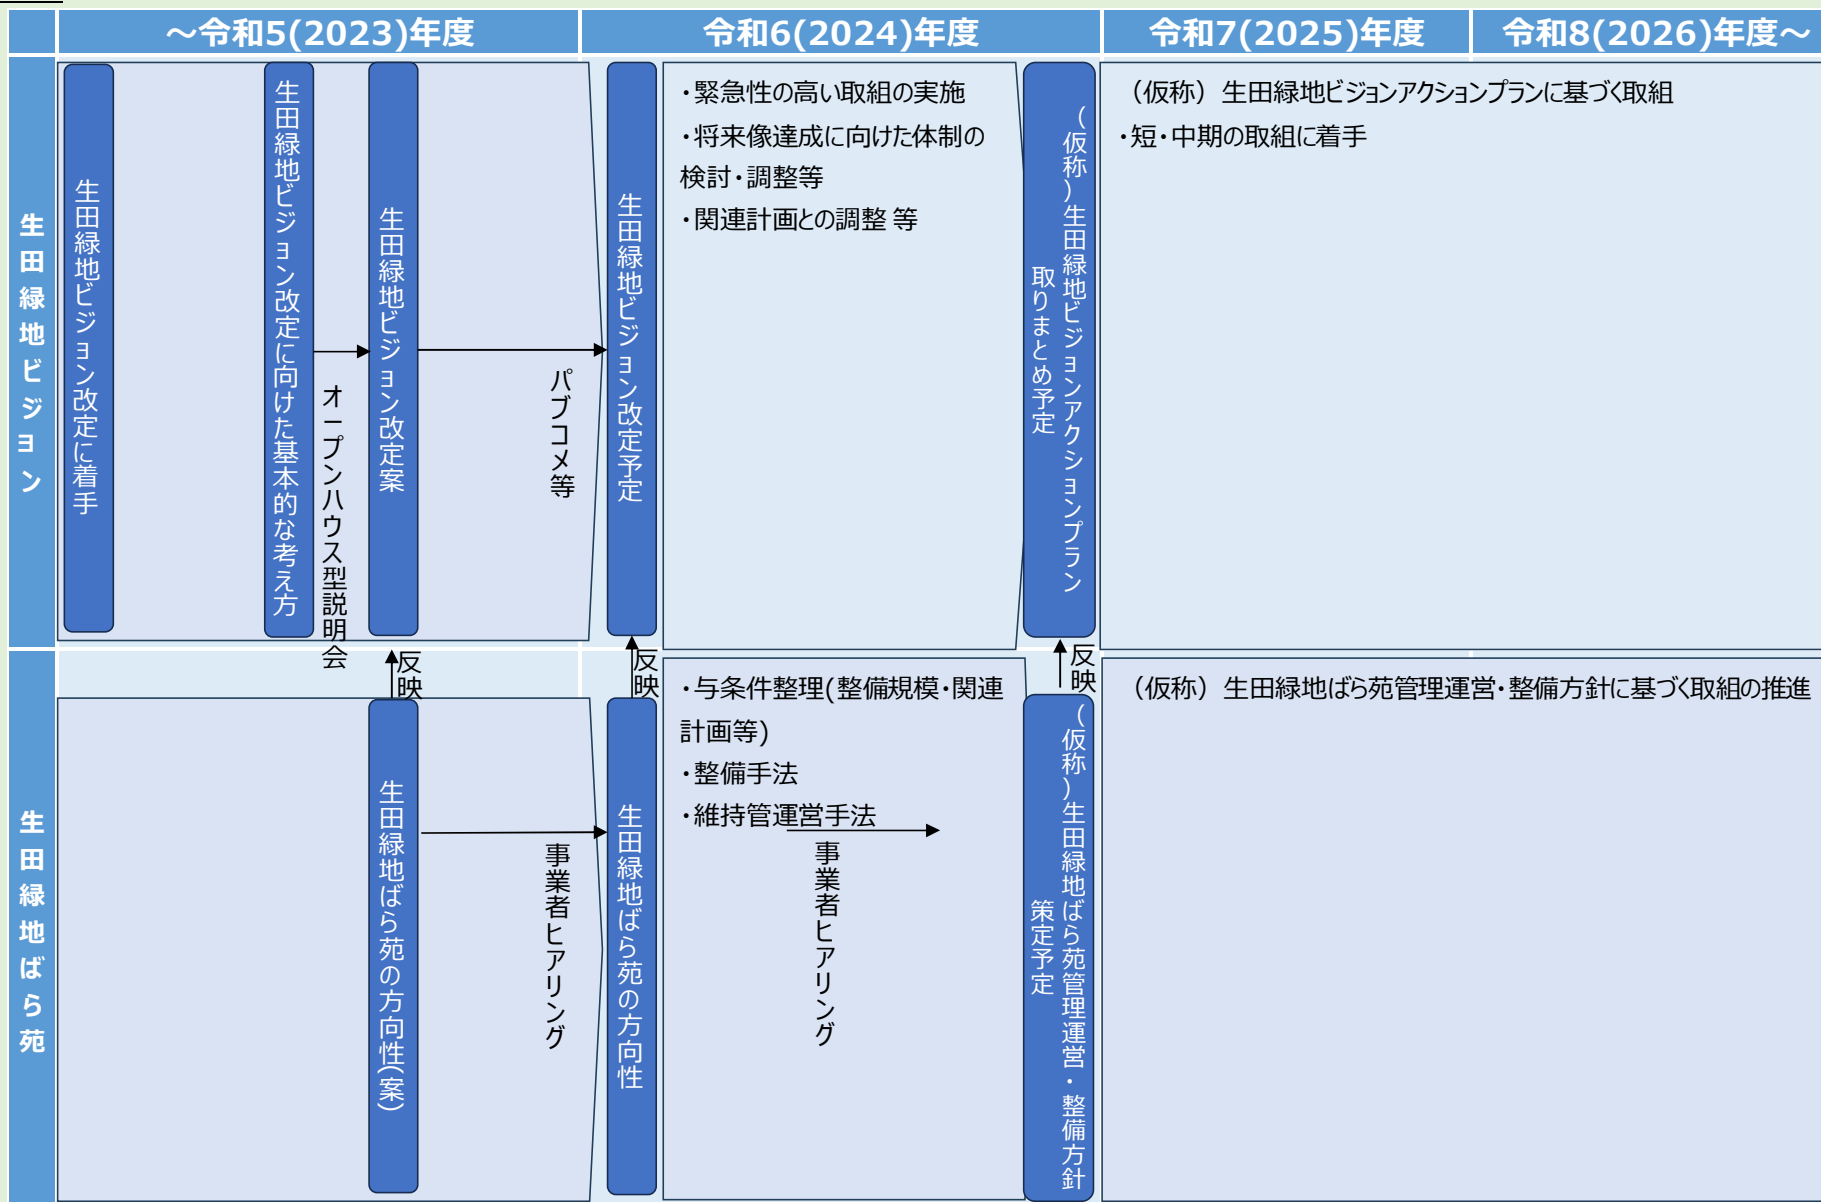 ～令和5(2023)年度
令和6(2024)年度
令和7(2025)年度
令和8(2026)年度～
生田緑地ビジョン
生田緑地ビジョン改定に着手
生田緑地ビジョン改定に向けた基本的な考え方
オープンハウス型説明会
生田緑地ビジョン改定案
パブコメ等
生田緑地ビジョン改定予定
・緊急性の高い取組の実施
・将来像達成に向けた体制の
検討・調整等
・関連計画との調整 等
（仮称）生田緑地ビジョンアクションプラン
取りまとめ予定
（仮称）生田緑地ビジョンアクションプランに基づく取組
・短・中期の取組に着手
反映
反映
反映
生田緑地ばら苑
生田緑地ばら苑の方向性(案)
事業者ヒアリング
生田緑地ばら苑の方向性
・与条件整理(整備規模・関連
計画等)
・整備手法
・維持管運営手法
事業者ヒアリング
（仮称）生田緑地ばら苑管理運営・整備方針
策定予定
（仮称）生田緑地ばら苑管理運営・整備方針に基づく取組の推進